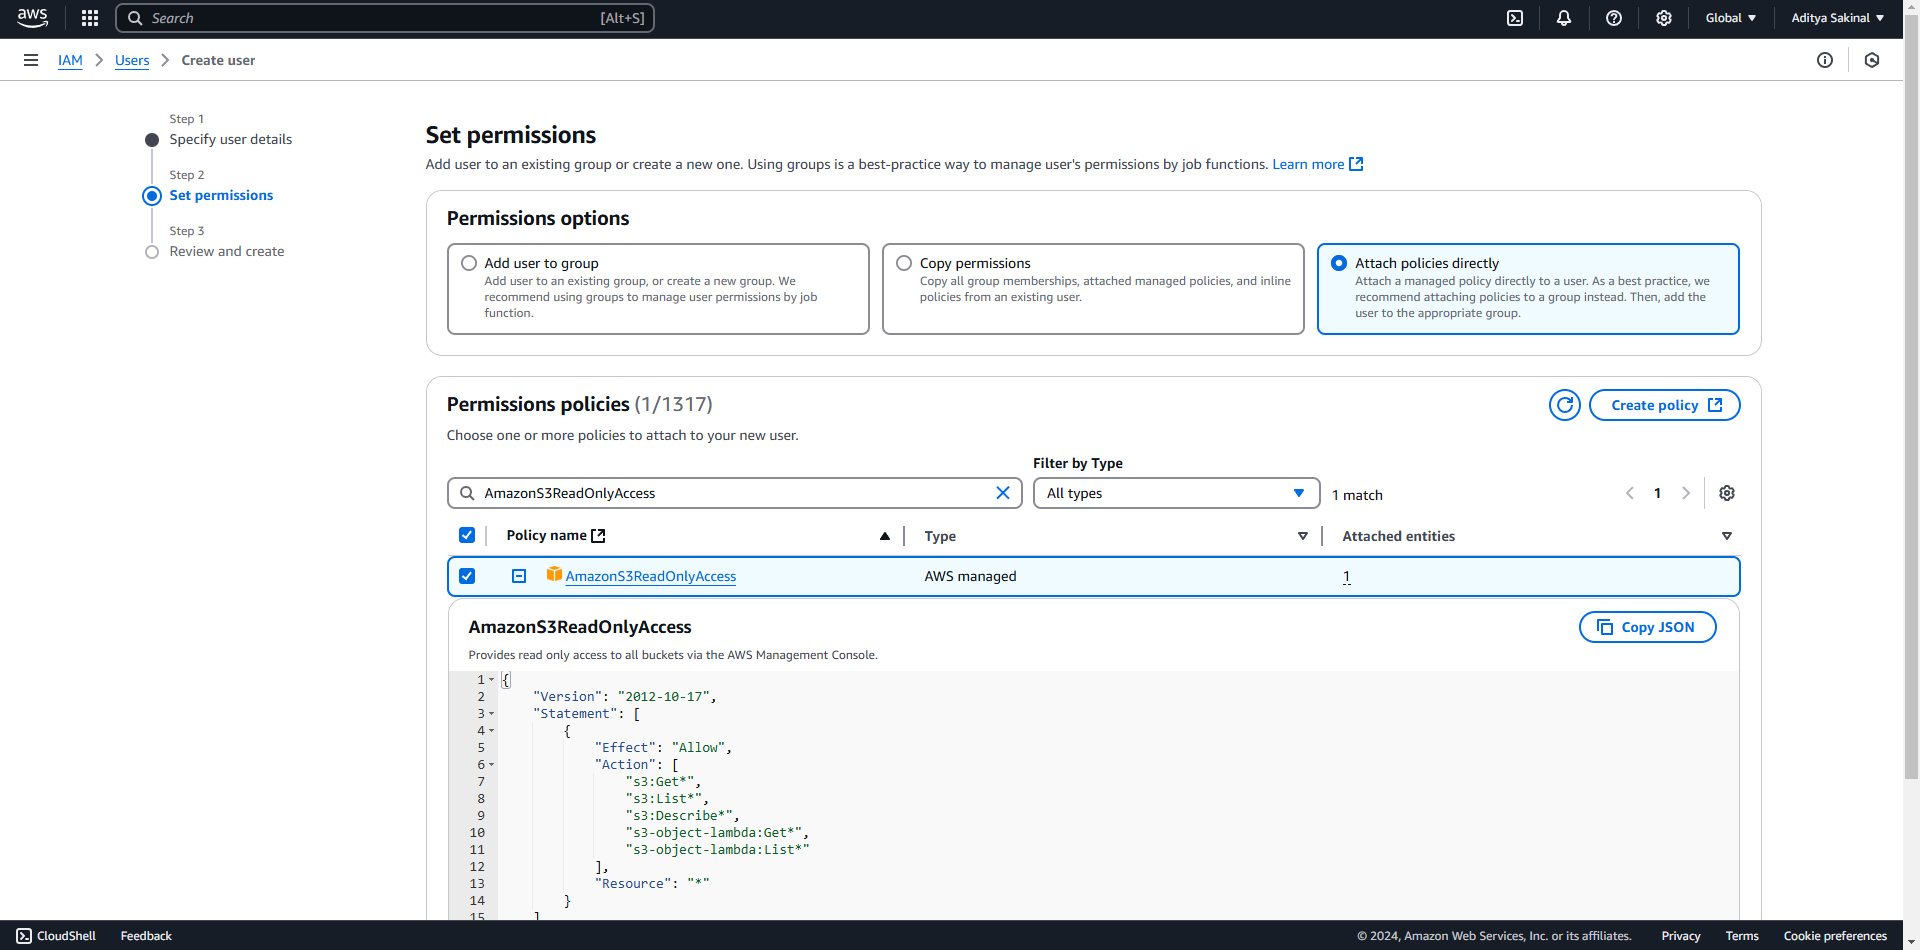 aws
Search [Alt+S]
Global
Aditya Sakinal
IAM
Users
Create user
Step 1
Specify user details
Step 2
Set permissions
Step 3
Review and create
Set permissions
Add user to an existing group or create a new one. Using groups is a best-practice way to manage user's permissions by job functions. Learn more
Permissions options
Add user to group
Add user to an existing group, or create a new group. We
recommend using groups to manage user permissions by job
function.
Copy permissions
Copy all group memberships, attached managed policies, and inline
policies from an existing user.
Attach policies directly
Attach a managed policy directly to a user. As a best practice, we
recommend attaching policies to a group instead. Then, add the
user to the appropriate group.
Permissions policies (1/1317)
Create policy
Choose one or more policies to attach to your new user.
Filter by Type
AmazonS3ReadOnlyAccess
All types
1 match
1
Policy name
Type
Attached entities
AmazonS3ReadOnlyAccess
AWS managed
1
AmazonS3ReadOnlyAccess
Copy JSON
Provides read only access to all buckets via the AWS Management Console.
1 {
2 "Version": "2012-10-17",
3 "Statement": [
4 {
5 "Effect": "Allow",
6 "Action": [
7 "s3:Get*",
8 "s3:List*",
9 "s3:Describe*",
10 "s3-object-lambda:Get*",
11 "s3-object-lambda:List*"
12 ],
13 "Resource": "*"
14 }
15 ]
CloudShell
Feedback
© 2024, Amazon Web Services, Inc. or its affiliates.
Privacy
Terms
Cookie preferences